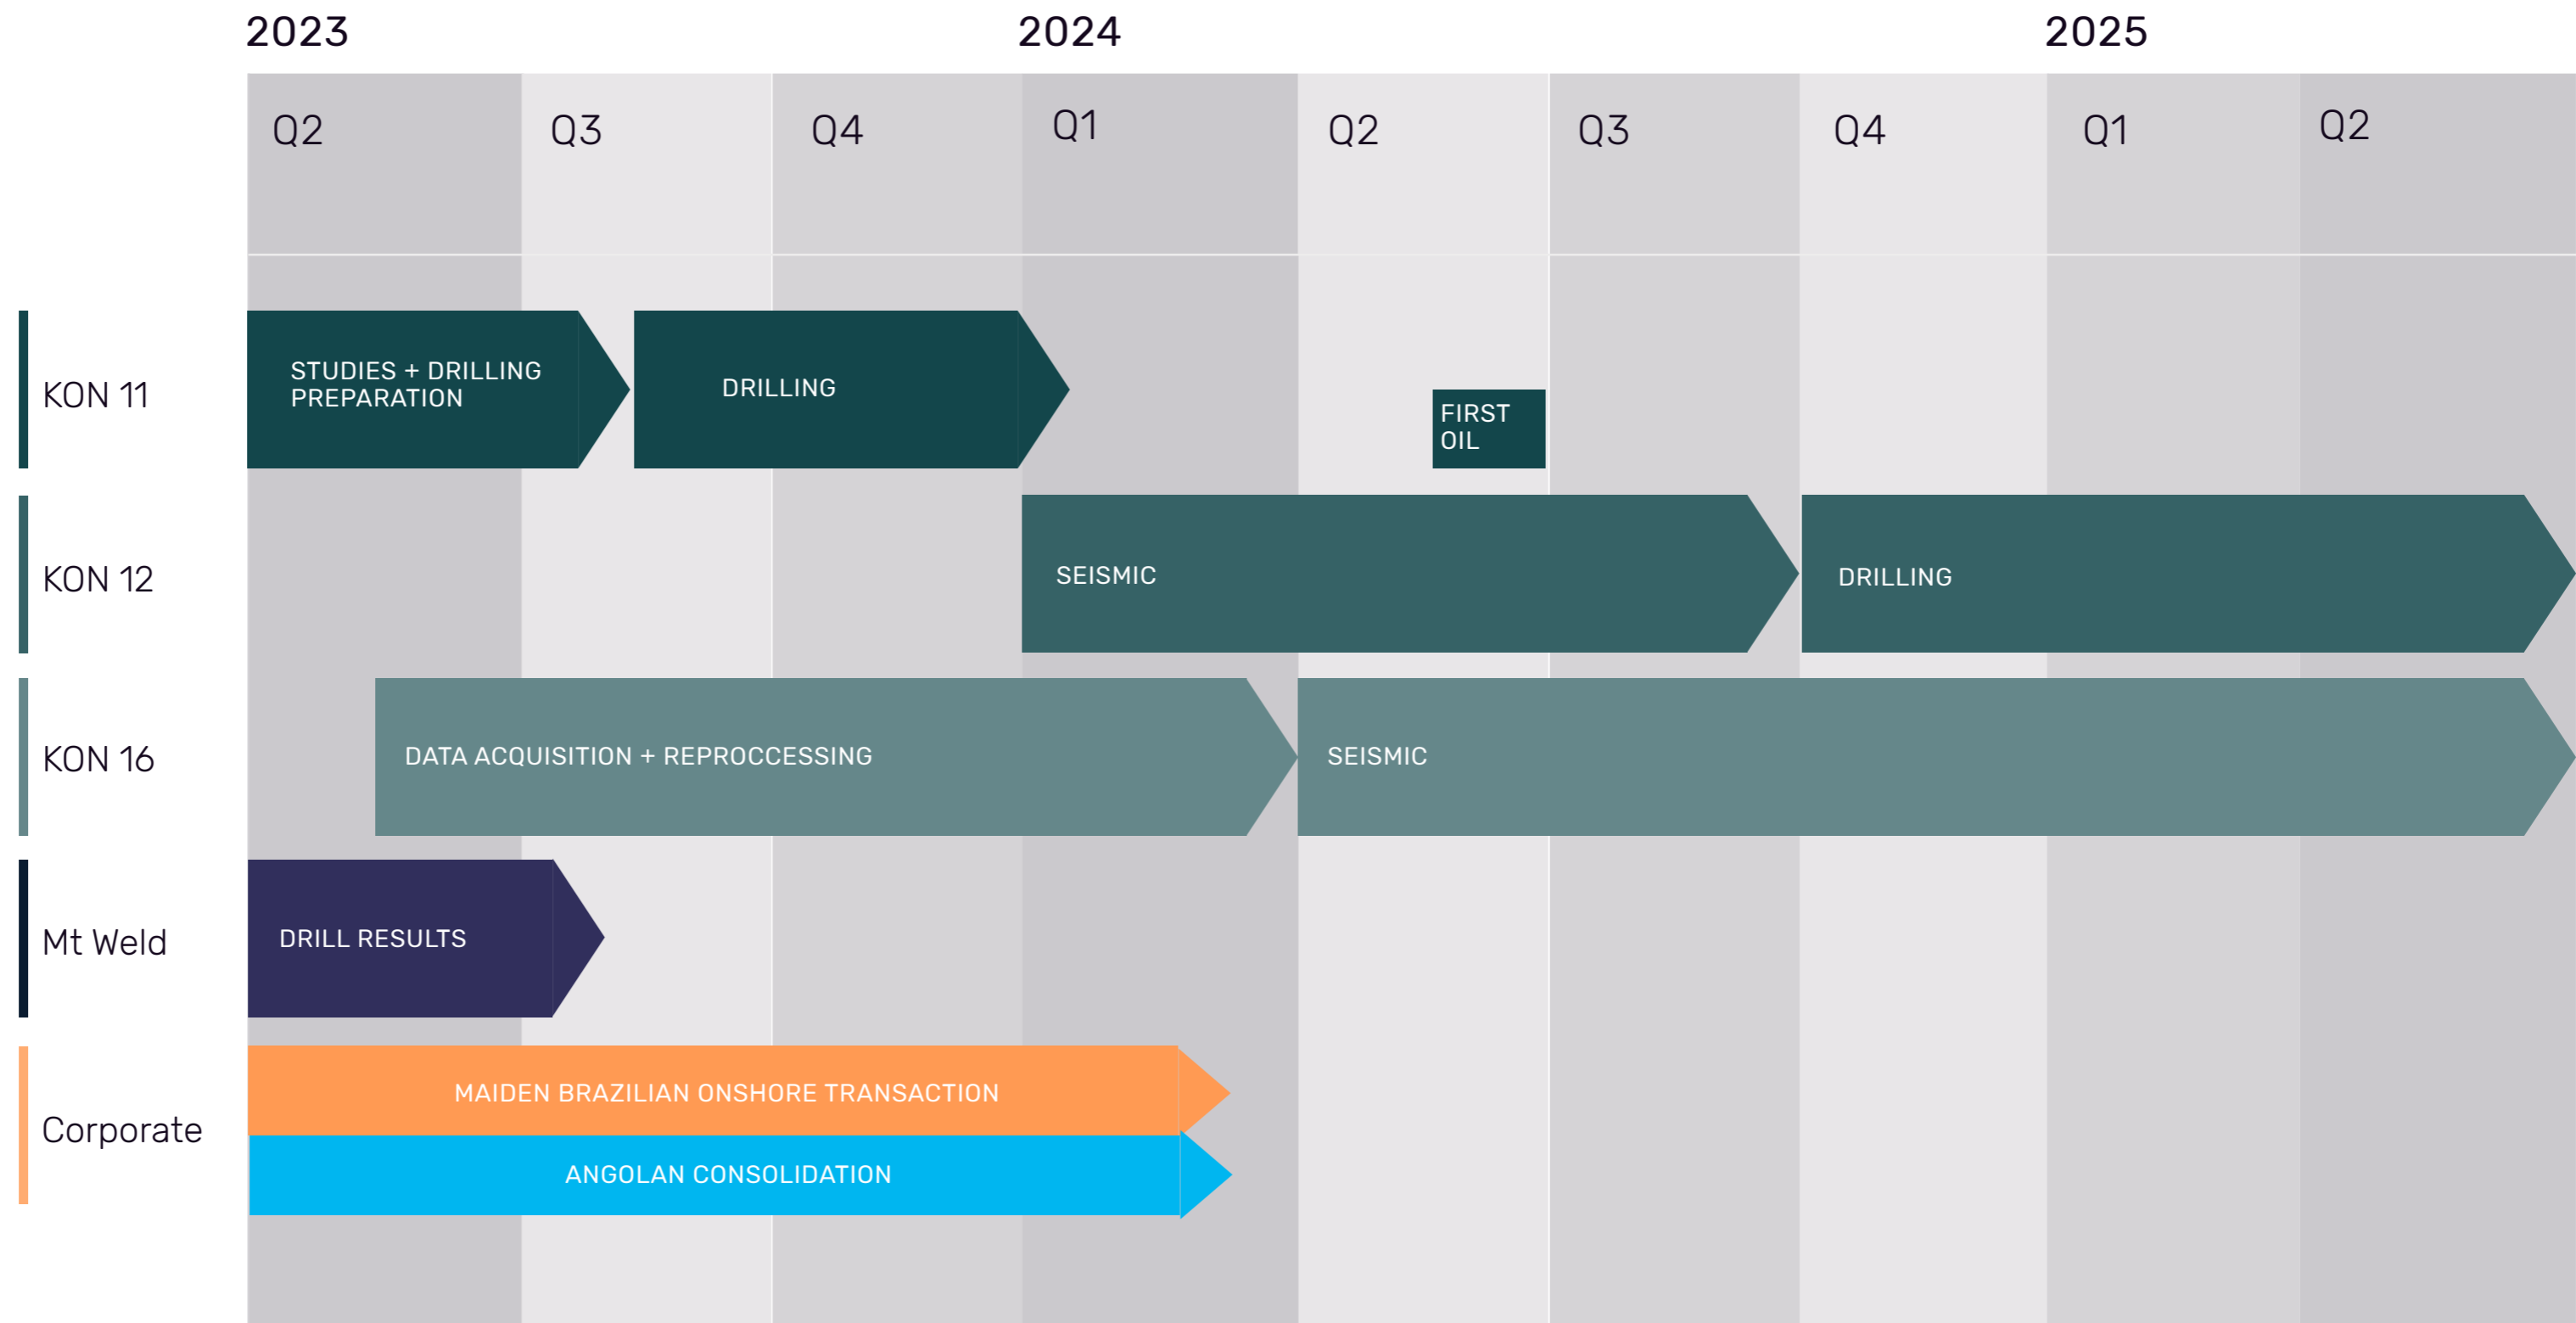 2023
2024
2025
Q2
Q3
Q4
Q1
Q2
Q3
Q4
Q1
Q2
KON 11
STUDIES + DRILLING
PREPARATION
DRILLING
FIRST
OIL
KON 12
SEISMIC
DRILLING
KON 16
DATA ACQUISITION + REPROCCESSING
SEISMIC
Mt Weld
DRILL RESULTS
Corporate
MAIDEN BRAZILIAN ONSHORE TRANSACTION
ANGOLAN CONSOLIDATION